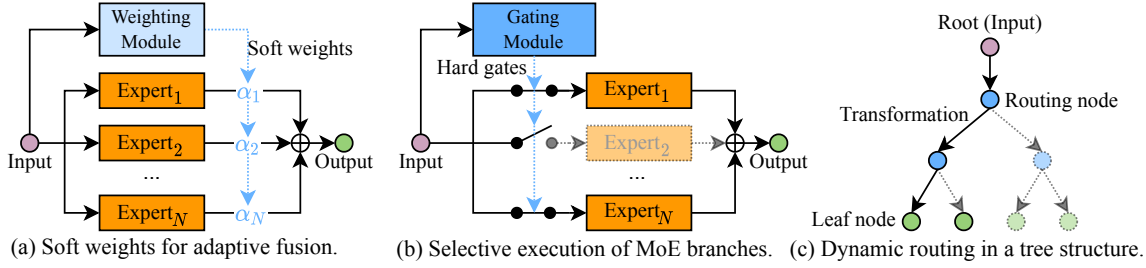 Weighting
Module
Soft weights
Expert1
α1
Expert2
α2
Input
Output
...
ExpertN
αN
(a) Soft weights for adaptive fusion.
Gating
Module
Hard gates
Expert1
Expert2
Input
Output
...
ExpertN
(b) Selective execution of MoE branches.
Root (Input)
Routing node
Transformation
Leaf node
(c) Dynamic routing in a tree structure.